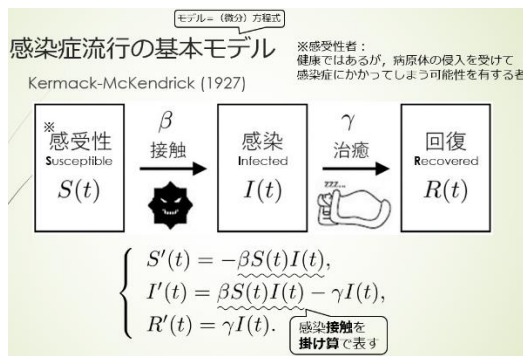 モデル＝（微分）方程式
感染症流行の基本モデル
※感受性者：
健康ではあるが，病原体の侵入を受けて
感染症にかかってしまう可能性を有する者
Kermack-McKendrick (1927)
※
感受性
Susceptible
S(t)
β
接触
感染
Infected
I(t)
γ
治癒
zzz...
回復
Recovered
R(t)
S′(t) = −βS(t)I(t),
I′(t) = βS(t)I(t) − γI(t),
R′(t) = γI(t).
感染接触を
掛け算で表す